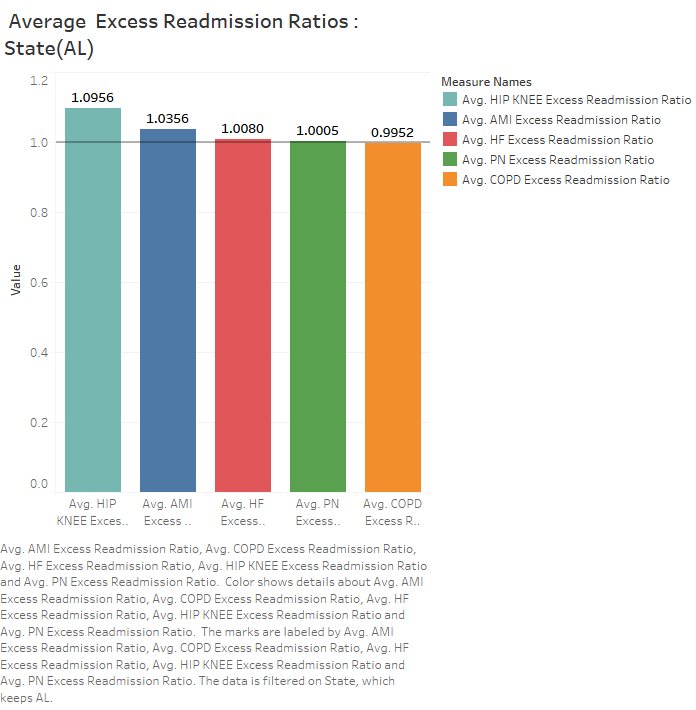 Average  Excess Readmission Ratios :
State(AL)
1.2
1.0
0.8
0.6
0.4
0.2
0.0
Value
1.0956
1.0356
1.0080
1.0005
0.9952
Avg. HIP
KNEE Exces..
Avg. AMI
Excess ..
Avg. HF
Excess..
Avg. PN
Excess..
Avg. COPD
Excess R..
Measure Names
Avg. HIP KNEE Excess Readmission Ratio
Avg. AMI Excess Readmission Ratio
Avg. HF Excess Readmission Ratio
Avg. PN Excess Readmission Ratio
Avg. COPD Excess Readmission Ratio
Avg. AMI Excess Readmission Ratio, Avg. COPD Excess Readmission Ratio,
Avg. HF Excess Readmission Ratio, Avg. HIP KNEE Excess Readmission Ratio
and Avg. PN Excess Readmission Ratio.  Color shows details about Avg. AMI
Excess Readmission Ratio, Avg. COPD Excess Readmission Ratio, Avg. HF
Excess Readmission Ratio, Avg. HIP KNEE Excess Readmission Ratio and
Avg. PN Excess Readmission Ratio.  The marks are labeled by Avg. AMI
Excess Readmission Ratio, Avg. COPD Excess Readmission Ratio, Avg. HF
Excess Readmission Ratio, Avg. HIP KNEE Excess Readmission Ratio and
Avg. PN Excess Readmission Ratio. The data is filtered on State, which
keeps AL.